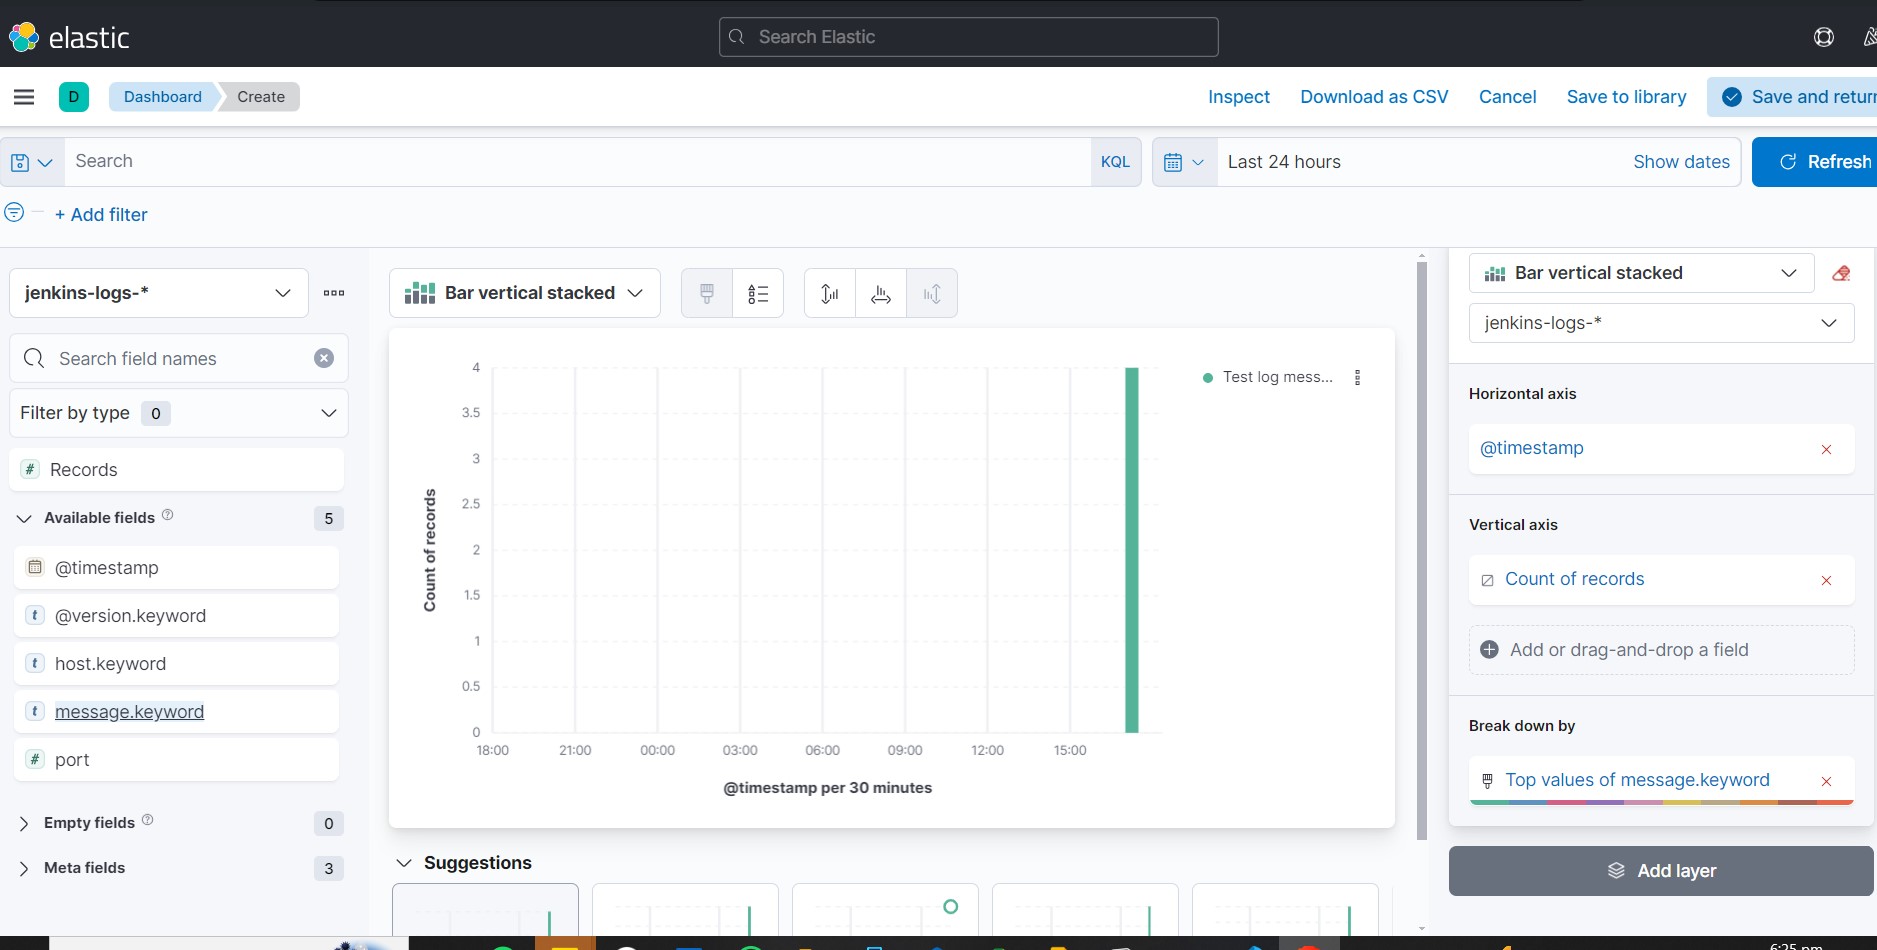 elastic
Search Elastic
D
Dashboard
Create
Inspect
Download as CSV
Cancel
Save to library
Save and return
Search
KQL
Last 24 hours
Show dates
Refresh
+ Add filter
jenkins-logs-*
Search field names
Filter by type 0
# Records
Available fields ? 5
@timestamp
t @version.keyword
t host.keyword
t message.keyword
# port
Empty fields ? 0
Meta fields 3
Bar vertical stacked
4
3.5
3
2.5
2
1.5
1
0.5
0
Count of records
18:00 21:00 00:00 03:00 06:00 09:00 12:00 15:00
@timestamp per 30 minutes
Test log mess...
Suggestions
Bar vertical stacked
jenkins-logs-*
Horizontal axis
@timestamp
Vertical axis
Count of records
Add or drag-and-drop a field
Break down by
Top values of message.keyword
Add layer
6:25 pm